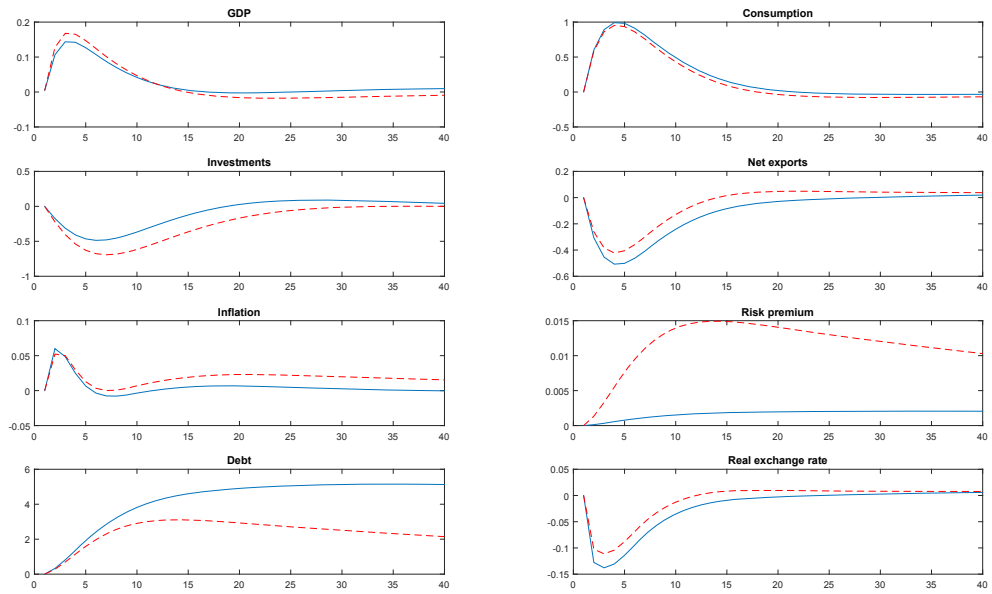 GDP
0.2
0.1
0
-0.1
0 5 10 15 20 25 30 35 40
Consumption
1
0.5
0
-0.5
0 5 10 15 20 25 30 35 40
Investments
0.5
0
-0.5
-1
0 5 10 15 20 25 30 35 40
Net exports
0.2
0
-0.2
-0.4
-0.6
0 5 10 15 20 25 30 35 40
Inflation
0.1
0.05
0
-0.05
0 5 10 15 20 25 30 35 40
Risk premium
0.015
0.01
0.005
0
0 5 10 15 20 25 30 35 40
Debt
6
4
2
0
0 5 10 15 20 25 30 35 40
Real exchange rate
0.05
0
-0.05
-0.1
-0.15
0 5 10 15 20 25 30 35 40